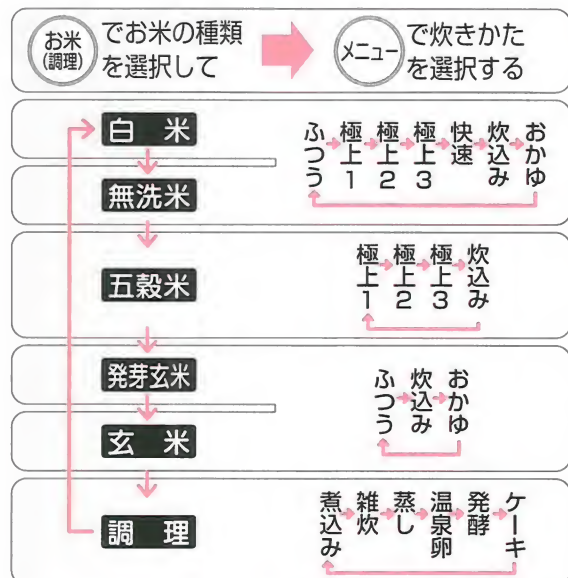 お米
(調理)
でお米の種類
を選択して
メニュー
で炊きかた
を選択する
白米
ふつう
極上1
極上2
極上3
快速
炊込み
おかゆ
無洗米
五穀米
極上1
極上2
極上3
炊込み
発芽玄米
ふつう
炊込み
おかゆ
玄米
調理
煮込み
雑炊
蒸し
温泉卵
発酵
ケーキ